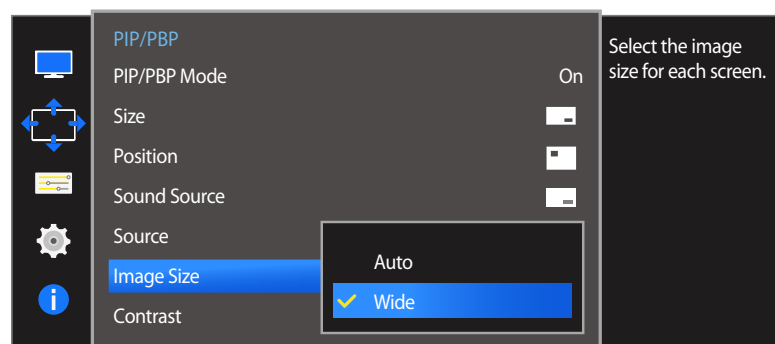 PIP/PBP
PIP/PBP Mode On
Size
Position
Sound Source
Source
Image Size
Contrast
Auto
Wide
Select the image
size for each screen.
i